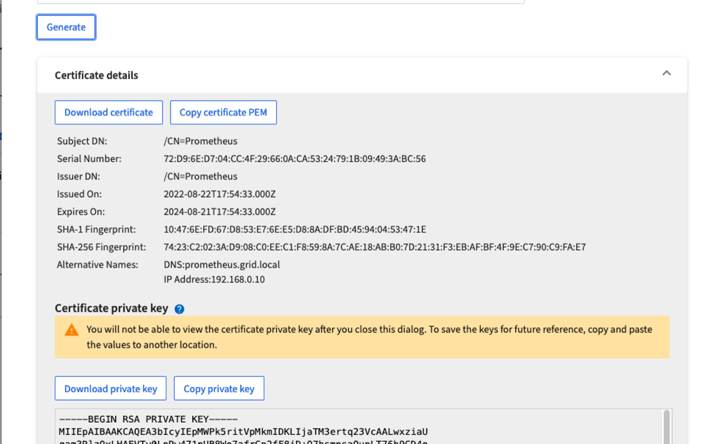 Generate
Certificate details
Download certificate Copy certificate PEM
Subject DN: /CN=Prometheus
Serial Number: 72:D9:6E:D7:04:CC:4F:29:66:0A:CA:53:24:79:1B:09:49:3A:BC:56
Issuer DN: /CN=Prometheus
Issued On: 2022-08-22T17:54:33.000Z
Expires On: 2024-08-21T17:54:33.000Z
SHA-1 Fingerprint: 10:47:6E:FD:67:D8:53:E7:6E:E5:D8:8A:DF:BD:45:94:04:53:47:1E
SHA-256 Fingerprint: 74:23:C2:02:3A:D9:08:C0:EE:C1:F8:59:8A:7C:AE:18:AB:B0:7D:21:31:F3:EB:AF:BF:4F:9E:C7:90:C9:FA:E7
Alternative Names: DNS:prometheus.grid.local
IP Address:192.168.0.10
Certificate private key ?
You will not be able to view the certificate private key after you close this dialog. To save the keys for future reference, copy and paste
the values to another location.
Download private key Copy private key
-----BEGIN RSA PRIVATE KEY-----
MIIEpAIBAAKCAQEA3bIcyIEpMWPk5ritVpMkmIDKLIjaTM3ertq23VcAALwxziaU